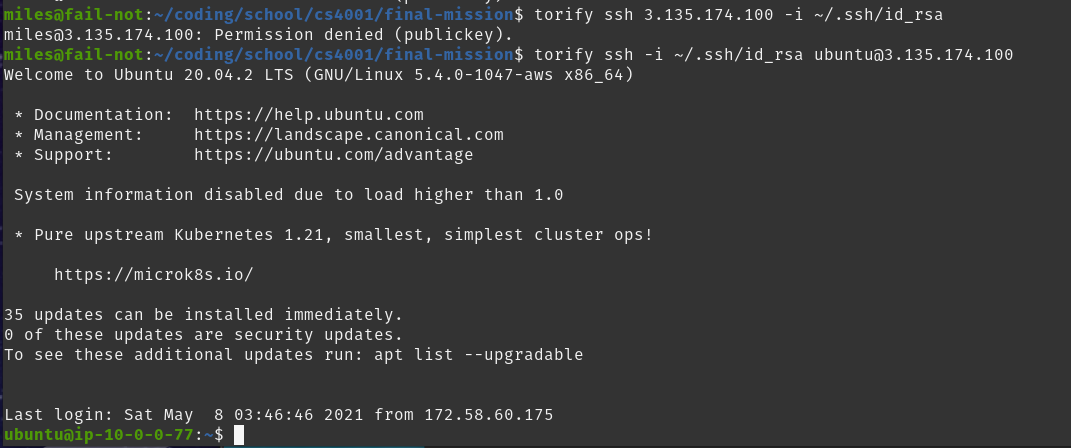 miles@fail-not:~/coding/school/cs4001/final-mission$ torify ssh 3.135.174.100 -i ~/.ssh/id_rsa
miles@3.135.174.100: Permission denied (publickey).
miles@fail-not:~/coding/school/cs4001/final-mission$ torify ssh -i ~/.ssh/id_rsa ubuntu@3.135.174.100
Welcome to Ubuntu 20.04.2 LTS (GNU/Linux 5.4.0-1047-aws x86_64)

 * Documentation:  https://help.ubuntu.com
 * Management:     https://landscape.canonical.com
 * Support:        https://ubuntu.com/advantage

 System information disabled due to load higher than 1.0

 * Pure upstream Kubernetes 1.21, smallest, simplest cluster ops!

     https://microk8s.io/

35 updates can be installed immediately.
0 of these updates are security updates.
To see these additional updates run: apt list --upgradable


Last login: Sat May  8 03:46:46 2021 from 172.58.60.175
ubuntu@ip-10-0-0-77:~$